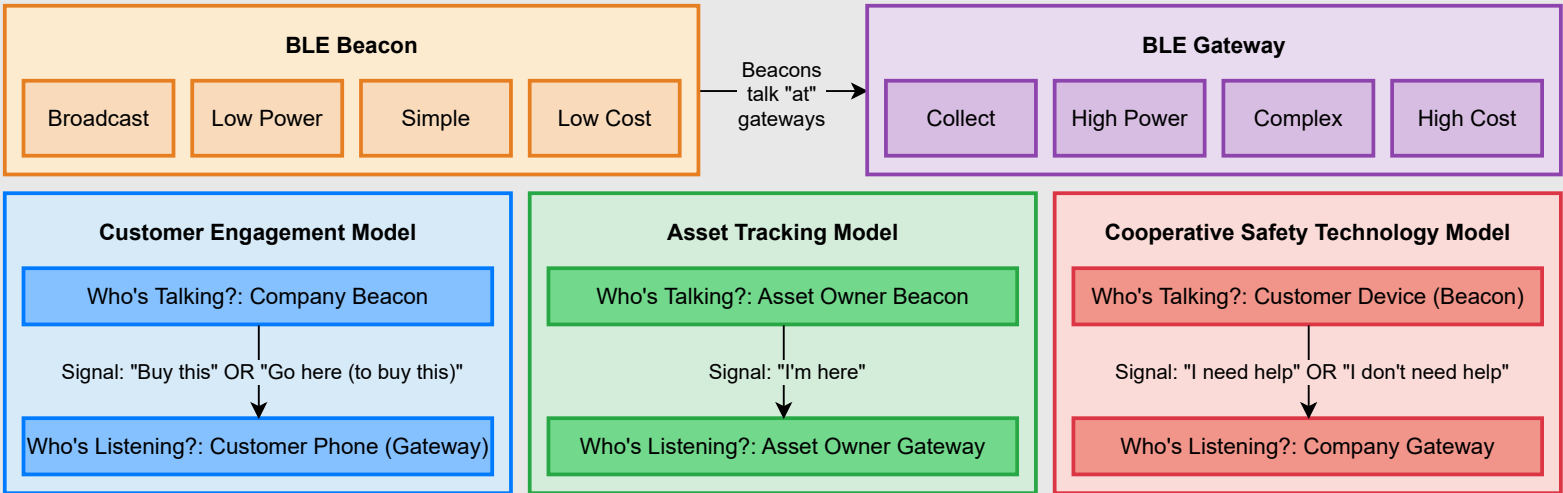 BLE Beacon
Broadcast
Low Power
Simple
Low Cost
Beacons
talk "at"
gateways
BLE Gateway
Collect
High Power
Complex
High Cost
Customer Engagement Model
Who's Talking?: Company Beacon
Signal: "Buy this" OR "Go here (to buy this)"
Who's Listening?: Customer Phone (Gateway)
Asset Tracking Model
Who's Talking?: Asset Owner Beacon
Signal: "I'm here"
Who's Listening?: Asset Owner Gateway
Cooperative Safety Technology Model
Who's Talking?: Customer Device (Beacon)
Signal: "I need help" OR "I don't need help"
Who's Listening?: Company Gateway